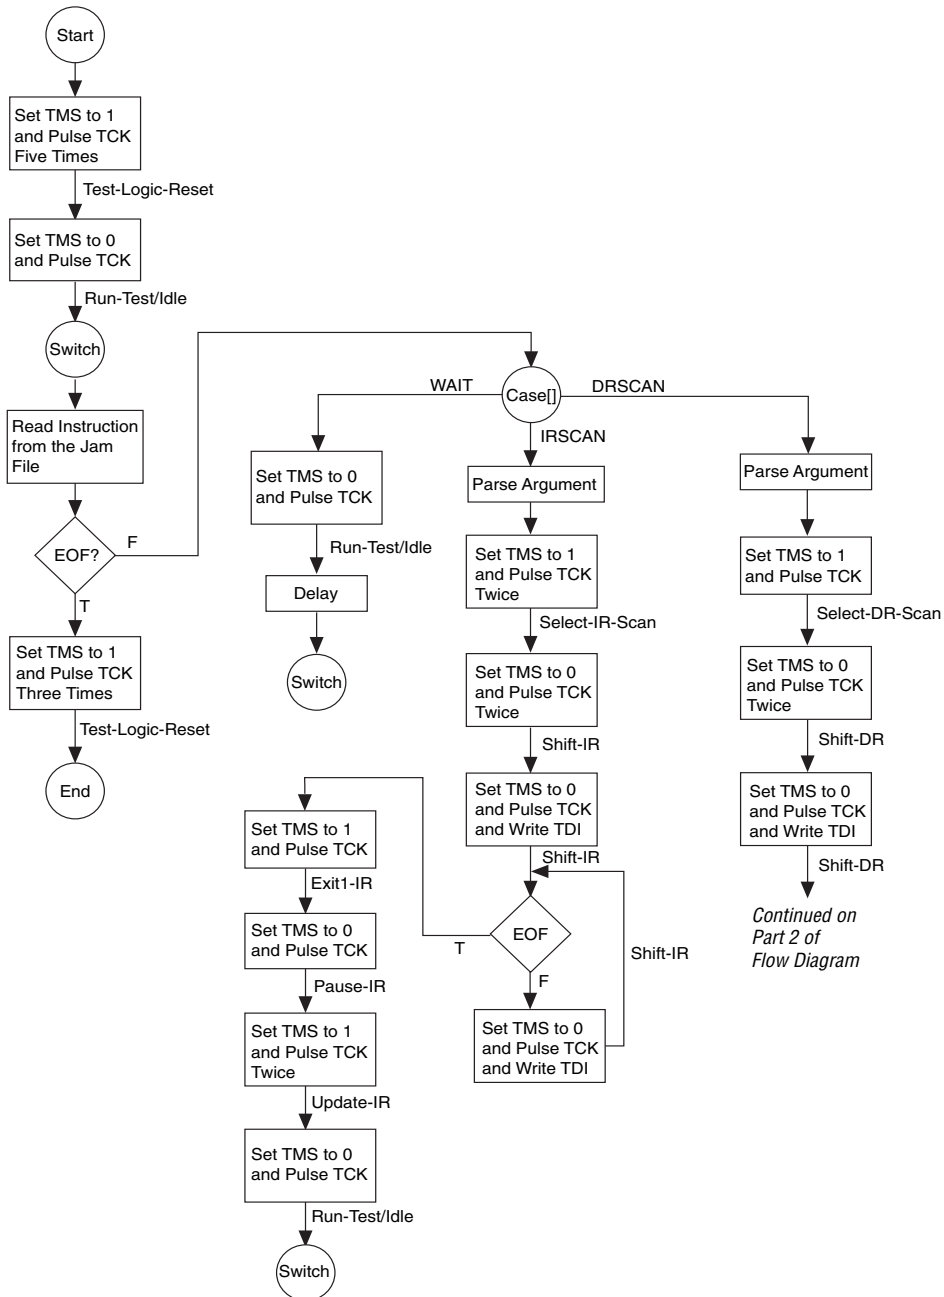 Start
Set TMS to 1
and Pulse TCK
Five Times
Test-Logic-Reset
Set TMS to 0
and Pulse TCK
Run-Test/Idle
Switch
Read Instruction
from the Jam
File
EOF?
F
T
Set TMS to 1
and Pulse TCK
Three Times
Test-Logic-Reset
End
Case[]
WAIT
Set TMS to 0
and Pulse TCK
Run-Test/Idle
Delay
Switch
IRSCAN
Parse Argument
Set TMS to 1
and Pulse TCK
Twice
Select-IR-Scan
Set TMS to 0
and Pulse TCK
Twice
Shift-IR
Set TMS to 0
and Pulse TCK
and Write TDI
Shift-IR
EOF
T
F
Set TMS to 0
and Pulse TCK
and Write TDI
Shift-IR
Set TMS to 1
and Pulse TCK
Exit1-IR
Set TMS to 0
and Pulse TCK
Pause-IR
Set TMS to 1
and Pulse TCK
Twice
Update-IR
Set TMS to 0
and Pulse TCK
Run-Test/Idle
Switch
DRSCAN
Parse Argument
Set TMS to 1
and Pulse TCK
Select-DR-Scan
Set TMS to 0
and Pulse TCK
Twice
Shift-DR
Set TMS to 0
and Pulse TCK
and Write TDI
Shift-DR
Continued on
Part 2 of
Flow Diagram